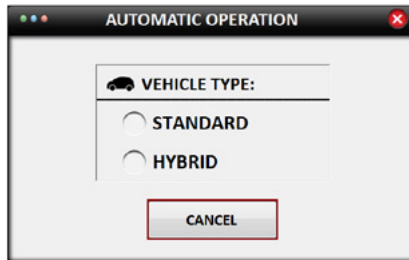 AUTOMATIC OPERATION
VEHICLE TYPE:
STANDARD
HYBRID
CANCEL